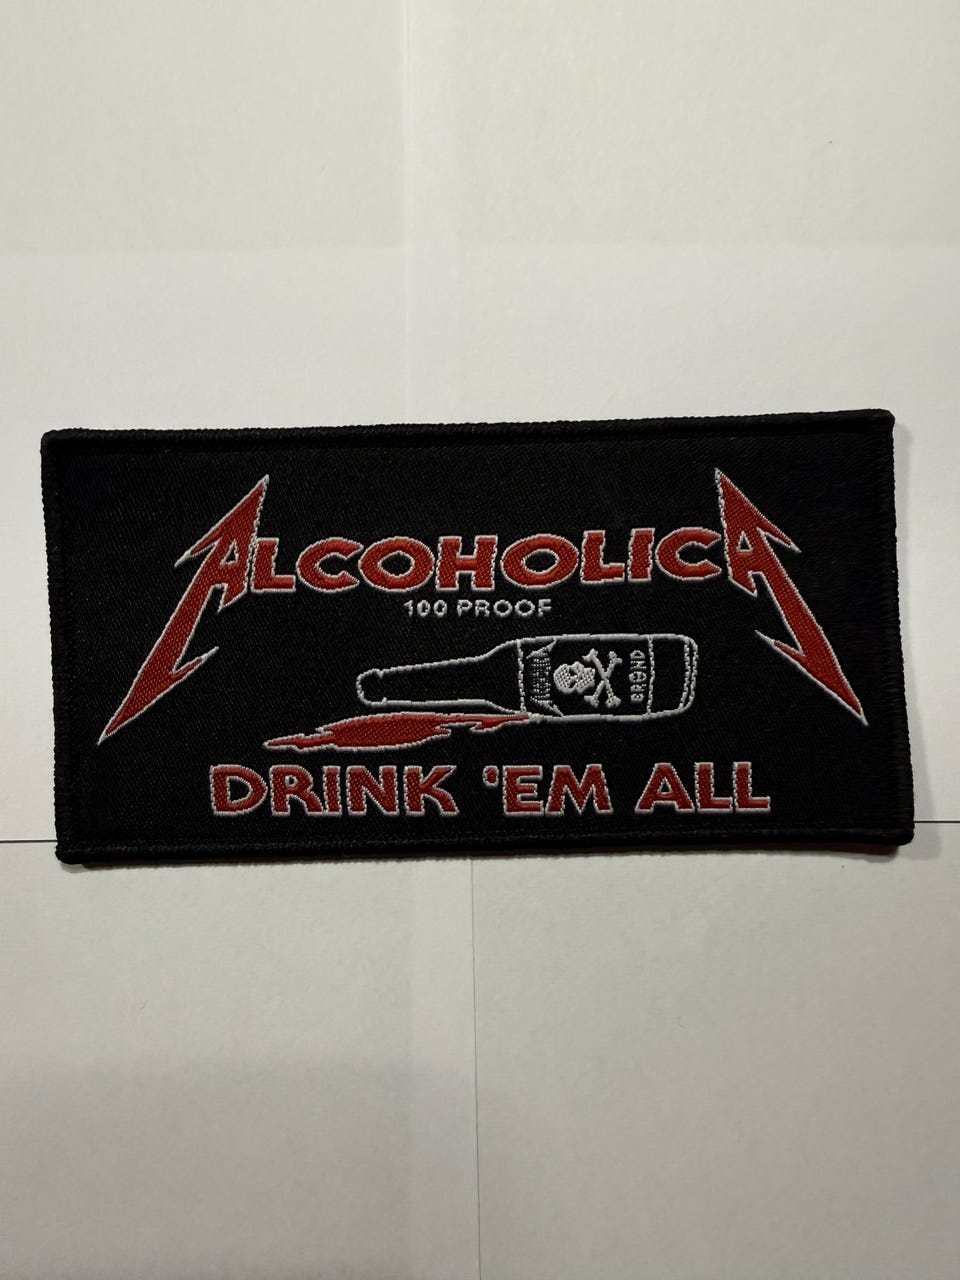 ALCOHOLICA
100 PROOF
BRAND
DRINK 'EM ALL